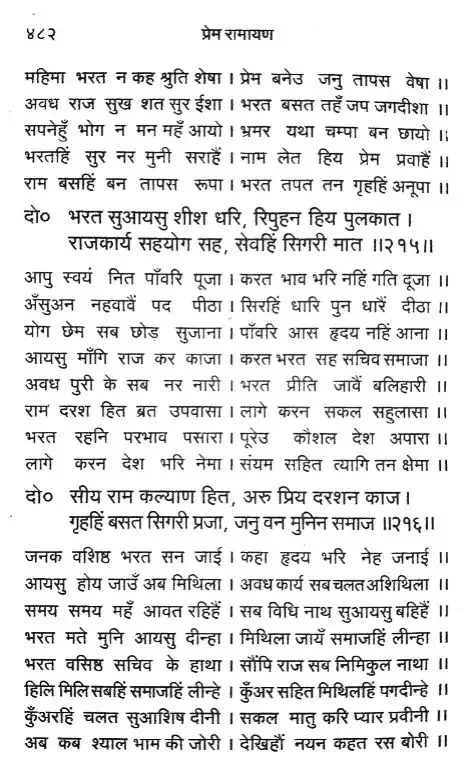 ४८२ प्रेम रामायण
महिमा भरत न कह श्रुति शेषा । प्रेम बनेउ जनु तापस वेषा ।।
अवध राज सुख शत सुर ईशा । भरत बसत तहँ जप जगदीशा ।।
सपनेहुँ भोग न मन महँ आयो । भ्रमर यथा चम्पा बन छायो ।।
भरतहिं सुर नर मुनी सराहैं । नाम लेत हिय प्रेम प्रवाहैं ।।
राम बसहिं बन तापस रूपा । भरत तपत तन गृहहिं अनूपा ।।
दो० भरत सुआयसु शीश धरि, रिपुहन हिय पुलकात ।
राजकार्य सहयोग सह, सेवहिं सिगरी मात ।।२१५।।
आपु स्वयं नित पाँवरि पूजा । करत भाव भरि नहिं गति दूजा ।।
अँसुअन नहवावैं पद पीठा । सिरहिं धारि पुन धारैं दीठा ।।
योग छेम सब छोड़ सुजाना । पाँवरि आस हृदय नहिं आना ।।
आयसु माँगि राज कर काजा । करत भरत सह सचिव समाजा ।।
अवध पुरी के सब नर नारी । भरत प्रीति जावैं बलिहारी ।।
राम दरश हित ब्रत उपवासा । लागे करन सकल सहुलासा ।।
भरत रहनि परभाव पसारा । पूरेउ कौशल देश अपारा ।।
लागे करन देश भरि नेमा । संयम सहित त्यागि तन क्षेमा ।।
दो० सीय राम कल्याण हित, अरु प्रिय दरशन काज ।
गृहहिं बसत सिगरी प्रजा, जनु वन मुनिन समाज ।।२१६।।
जनक वशिष्ठ भरत सन जाई । कहा हृदय भरि नेह जनाई ।।
आयसु होय जाउँ अब मिथिला । अवध कार्य सब चलत अशिथिला ।।
समय समय महँ आवत रहिहैं । सब विधि नाथ सुआयसु बहिहैं ।।
भरत मते मुनि आयसु दीन्हा । मिथिला जायँ समाजहिं लीन्हा ।।
भरत वसिष्ठ सचिव के हाथा । सौंपि राज सब निमिकुल नाथा ।।
हिलि मिलि सबहिं समाजहिं लीन्हे । कुँअर सहित मिथिलहिं पगदीन्हे ।।
कुँअरहिं चलत सुआशिष दीनी । सकल मातु करि प्यार प्रवीनी ।।
अब कब श्याल भाम की जोरी । देखिहौं नयन कहत रस बोरी ।।